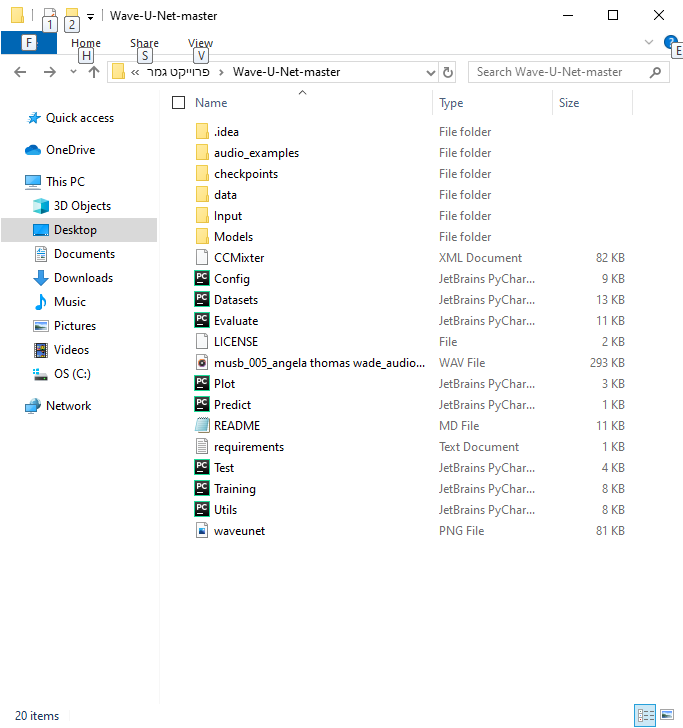 Wave-U-Net-master
1 2
F
Home Share View
H S V E
« פרוייקט גמר › Wave-U-Net-master
Search Wave-U-Net-master
Name Type Size
Quick access
OneDrive
This PC
3D Objects
Desktop
Documents
Downloads
Music
Pictures
Videos
OS (C:)
Network
.idea File folder
audio_examples File folder
checkpoints File folder
data File folder
Input File folder
Models File folder
CCMixter XML Document 82 KB
Config JetBrains PyChar... 9 KB
Datasets JetBrains PyChar... 13 KB
Evaluate JetBrains PyChar... 11 KB
LICENSE File 2 KB
musb_005_angela thomas wade_audio... WAV File 293 KB
Plot JetBrains PyChar... 3 KB
Predict JetBrains PyChar... 1 KB
README MD File 11 KB
requirements Text Document 1 KB
Test JetBrains PyChar... 4 KB
Training JetBrains PyChar... 8 KB
Utils JetBrains PyChar... 8 KB
waveunet PNG File 81 KB
20 items